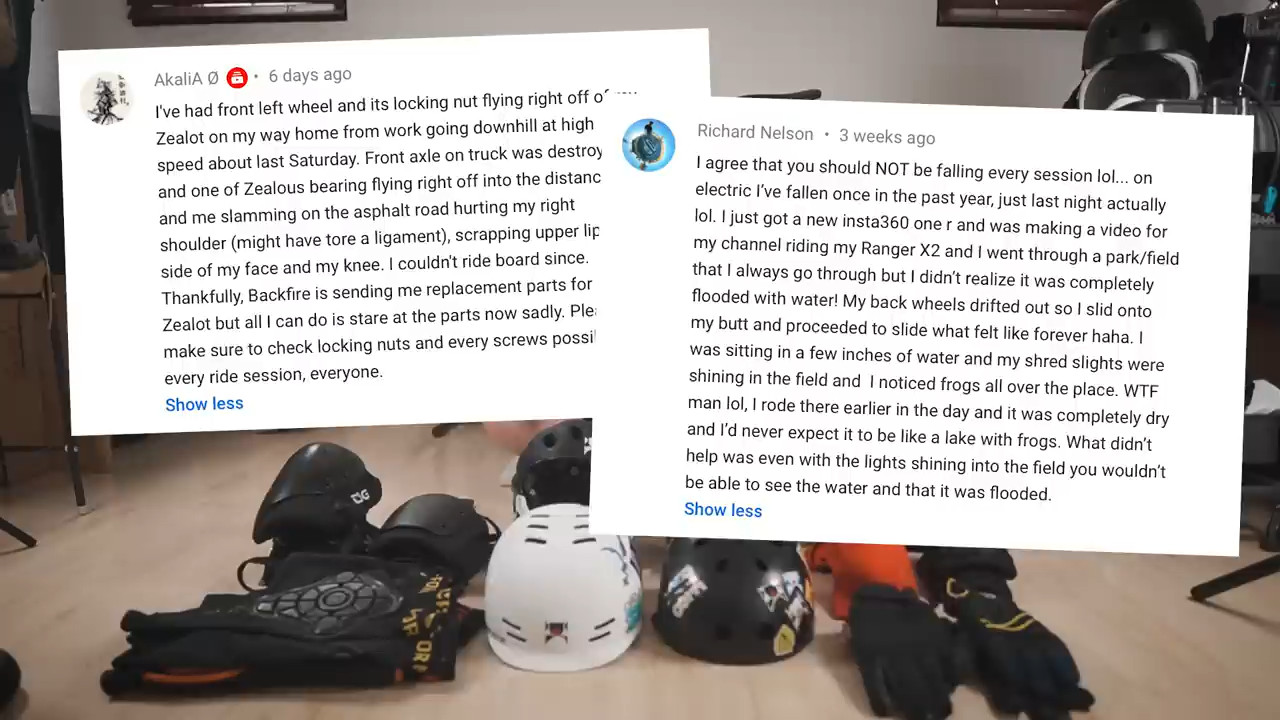 AkaliA Ø • 6 days ago
I've had front left wheel and its locking nut flying right off of
Zealot on my way home from work going downhill at high
speed about last Saturday. Front axle on truck was destroy
and one of Zealous bearing flying right off into the distanc
and me slamming on the asphalt road hurting my right
shoulder (might have tore a ligament), scrapping upper lip
side of my face and my knee. I couldn't ride board since.
Thankfully, Backfire is sending me replacement parts for
Zealot but all I can do is stare at the parts now sadly. Plea
make sure to check locking nuts and every screws possi
every ride session, everyone.
Show less
Richard Nelson • 3 weeks ago
I agree that you should NOT be falling every session lol... on
electric I've fallen once in the past year, just last night actually
lol. I just got a new insta360 one r and was making a video for
my channel riding my Ranger X2 and I went through a park/field
that I always go through but I didn't realize it was completely
flooded with water! My back wheels drifted out so I slid onto
my butt and proceeded to slide what felt like forever haha. I
was sitting in a few inches of water and my shred slights were
shining in the field and I noticed frogs all over the place. WTF
man lol, I rode there earlier in the day and it was completely dry
and I'd never expect it to be like a lake with frogs. What didn't
help was even with the lights shining into the field you wouldn't
be able to see the water and that it was flooded.
Show less